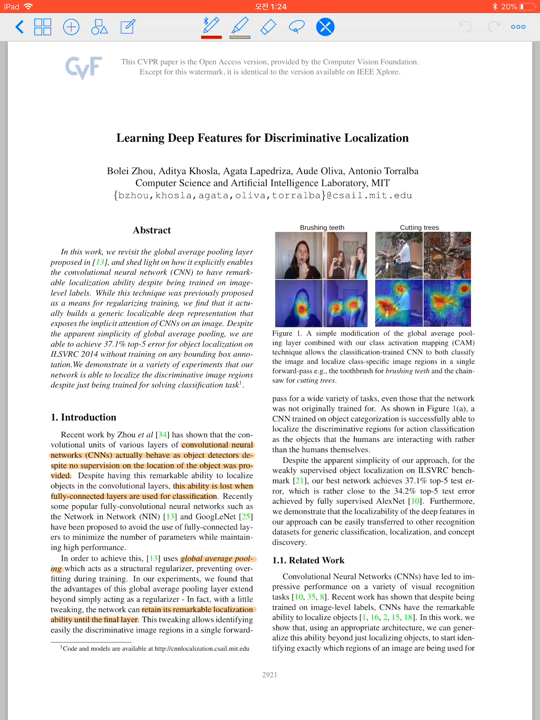 iPad
오전 1:24
20%
CVF
This CVPR paper is the Open Access version, provided by the Computer Vision Foundation.
Except for this watermark, it is identical to the version available on IEEE Xplore.
Learning Deep Features for Discriminative Localization
Bolei Zhou, Aditya Khosla, Agata Lapedriza, Aude Oliva, Antonio Torralba
Computer Science and Artificial Intelligence Laboratory, MIT
{bzhou,khosla,agata,oliva,torralba}@csail.mit.edu
Abstract
In this work, we revisit the global average pooling layer
proposed in [13], and shed light on how it explicitly enables
the convolutional neural network (CNN) to have remark-
able localization ability despite being trained on image-
level labels. While this technique was previously proposed
as a means for regularizing training, we find that it actu-
ally builds a generic localizable deep representation that
exposes the implicit attention of CNNs on an image. Despite
the apparent simplicity of global average pooling, we are
able to achieve 37.1% top-5 error for object localization on
ILSVRC 2014 without training on any bounding box anno-
tation.We demonstrate in a variety of experiments that our
network is able to localize the discriminative image regions
despite just being trained for solving classification task1.
1. Introduction
Recent work by Zhou et al [34] has shown that the con-
volutional units of various layers of convolutional neural
networks (CNNs) actually behave as object detectors de-
spite no supervision on the location of the object was pro-
vided. Despite having this remarkable ability to localize
objects in the convolutional layers, this ability is lost when
fully-connected layers are used for classification. Recently
some popular fully-convolutional neural networks such as
the Network in Network (NIN) [13] and GoogLeNet [25]
have been proposed to avoid the use of fully-connected lay-
ers to minimize the number of parameters while maintain-
ing high performance.
In order to achieve this, [13] uses global average pool-
ing which acts as a structural regularizer, preventing over-
fitting during training. In our experiments, we found that
the advantages of this global average pooling layer extend
beyond simply acting as a regularizer - In fact, with a little
tweaking, the network can retain its remarkable localization
ability until the final layer. This tweaking allows identifying
easily the discriminative image regions in a single forward-
1Code and models are available at http://cnnlocalization.csail.mit.edu
Brushing teeth
Cutting trees
Figure 1. A simple modification of the global average pool-
ing layer combined with our class activation mapping (CAM)
technique allows the classification-trained CNN to both classify
the image and localize class-specific image regions in a single
forward-pass e.g., the toothbrush for brushing teeth and the chain-
saw for cutting trees.
pass for a wide variety of tasks, even those that the network
was not originally trained for. As shown in Figure 1(a), a
CNN trained on object categorization is successfully able to
localize the discriminative regions for action classification
as the objects that the humans are interacting with rather
than the humans themselves.
Despite the apparent simplicity of our approach, for the
weakly supervised object localization on ILSVRC bench-
mark [21], our best network achieves 37.1% top-5 test er-
ror, which is rather close to the 34.2% top-5 test error
achieved by fully supervised AlexNet [10]. Furthermore,
we demonstrate that the localizability of the deep features in
our approach can be easily transferred to other recognition
datasets for generic classification, localization, and concept
discovery.
1.1. Related Work
Convolutional Neural Networks (CNNs) have led to im-
pressive performance on a variety of visual recognition
tasks [10, 35, 8]. Recent work has shown that despite being
trained on image-level labels, CNNs have the remarkable
ability to localize objects [1, 16, 2, 15, 18]. In this work, we
show that, using an appropriate architecture, we can gener-
alize this ability beyond just localizing objects, to start iden-
tifying exactly which regions of an image are being used for
2921